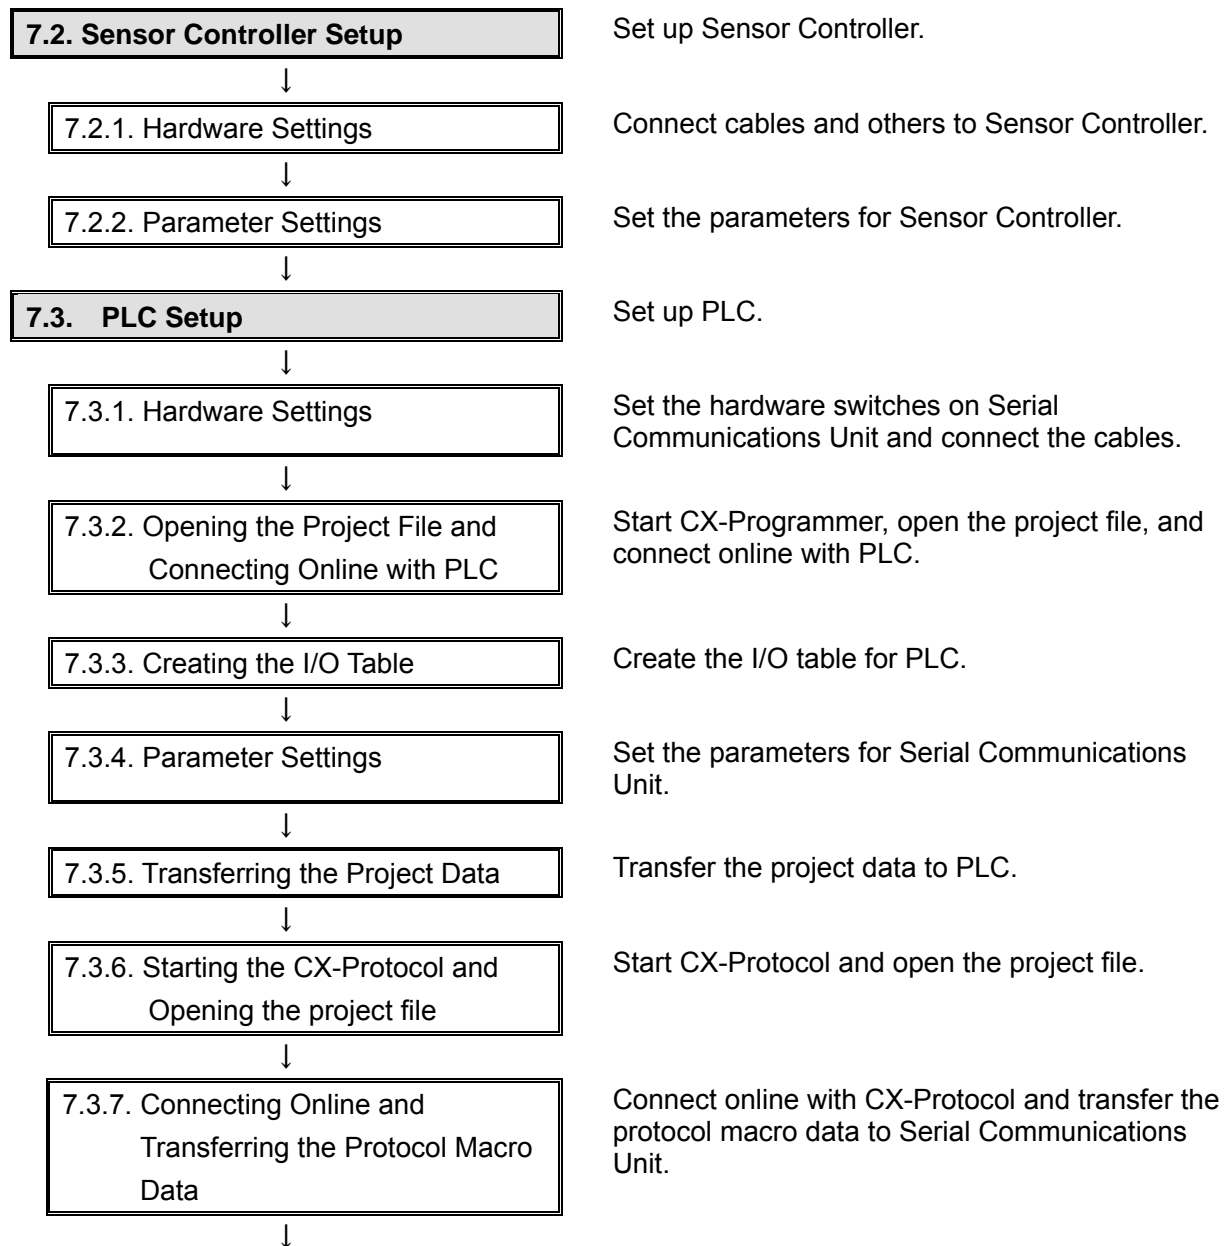 7.2. Sensor Controller Setup
Set up Sensor Controller.
↓
7.2.1. Hardware Settings
Connect cables and others to Sensor Controller.
↓
7.2.2. Parameter Settings
Set the parameters for Sensor Controller.
↓
7.3. PLC Setup
Set up PLC.
↓
7.3.1. Hardware Settings
Set the hardware switches on Serial
Communications Unit and connect the cables.
↓
7.3.2. Opening the Project File and
Connecting Online with PLC
Start CX-Programmer, open the project file, and
connect online with PLC.
↓
7.3.3. Creating the I/O Table
Create the I/O table for PLC.
↓
7.3.4. Parameter Settings
Set the parameters for Serial Communications
Unit.
↓
7.3.5. Transferring the Project Data
Transfer the project data to PLC.
↓
7.3.6. Starting the CX-Protocol and
Opening the project file
Start CX-Protocol and open the project file.
↓
7.3.7. Connecting Online and
Transferring the Protocol Macro
Data
Connect online with CX-Protocol and transfer the
protocol macro data to Serial Communications
Unit.
↓